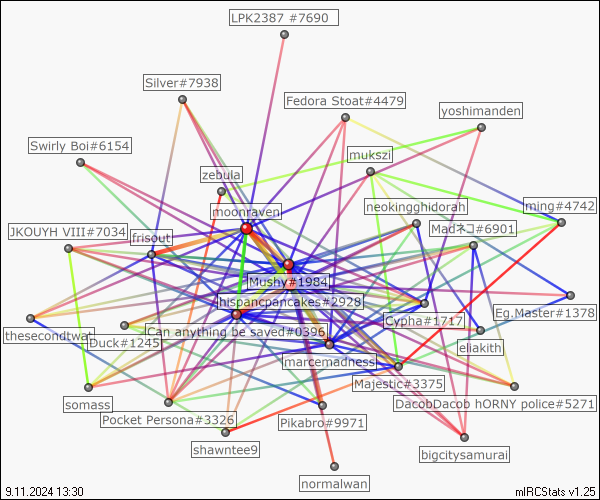 LPK2387 #7690
Silver#7938
Fedora Stoat#4479
yoshimanden
Swirly Boi#6154
mukszi
zebula
moonraven
neokingghidorah
ming#4742
JKOUYH VIII#7034
frisout
Madネコ#6901
Mushy#1984
hispancpancakes#2928
Eg.Master#1378
thesecondtwat
Can anything be saved#0396
Cypha#1717
Duck#1245
eliakith
marcemadness
Majestic#3375
somass
DacobDacob hORNY police#5271
Pocket Persona#3326
Pikabro#9971
shawntee9
bigcitysamurai
normalwan
9.11.2024 13:30
mIRCStats v1.25